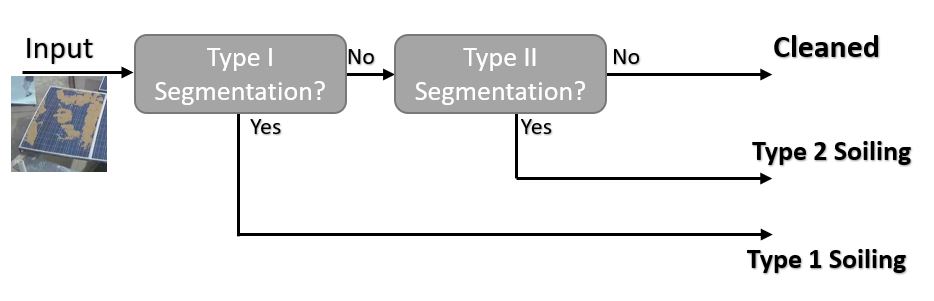 Input
Type I
Segmentation?
No
Type II
Segmentation?
No
Cleaned
Yes
Yes
Type 2 Soiling
Type 1 Soiling